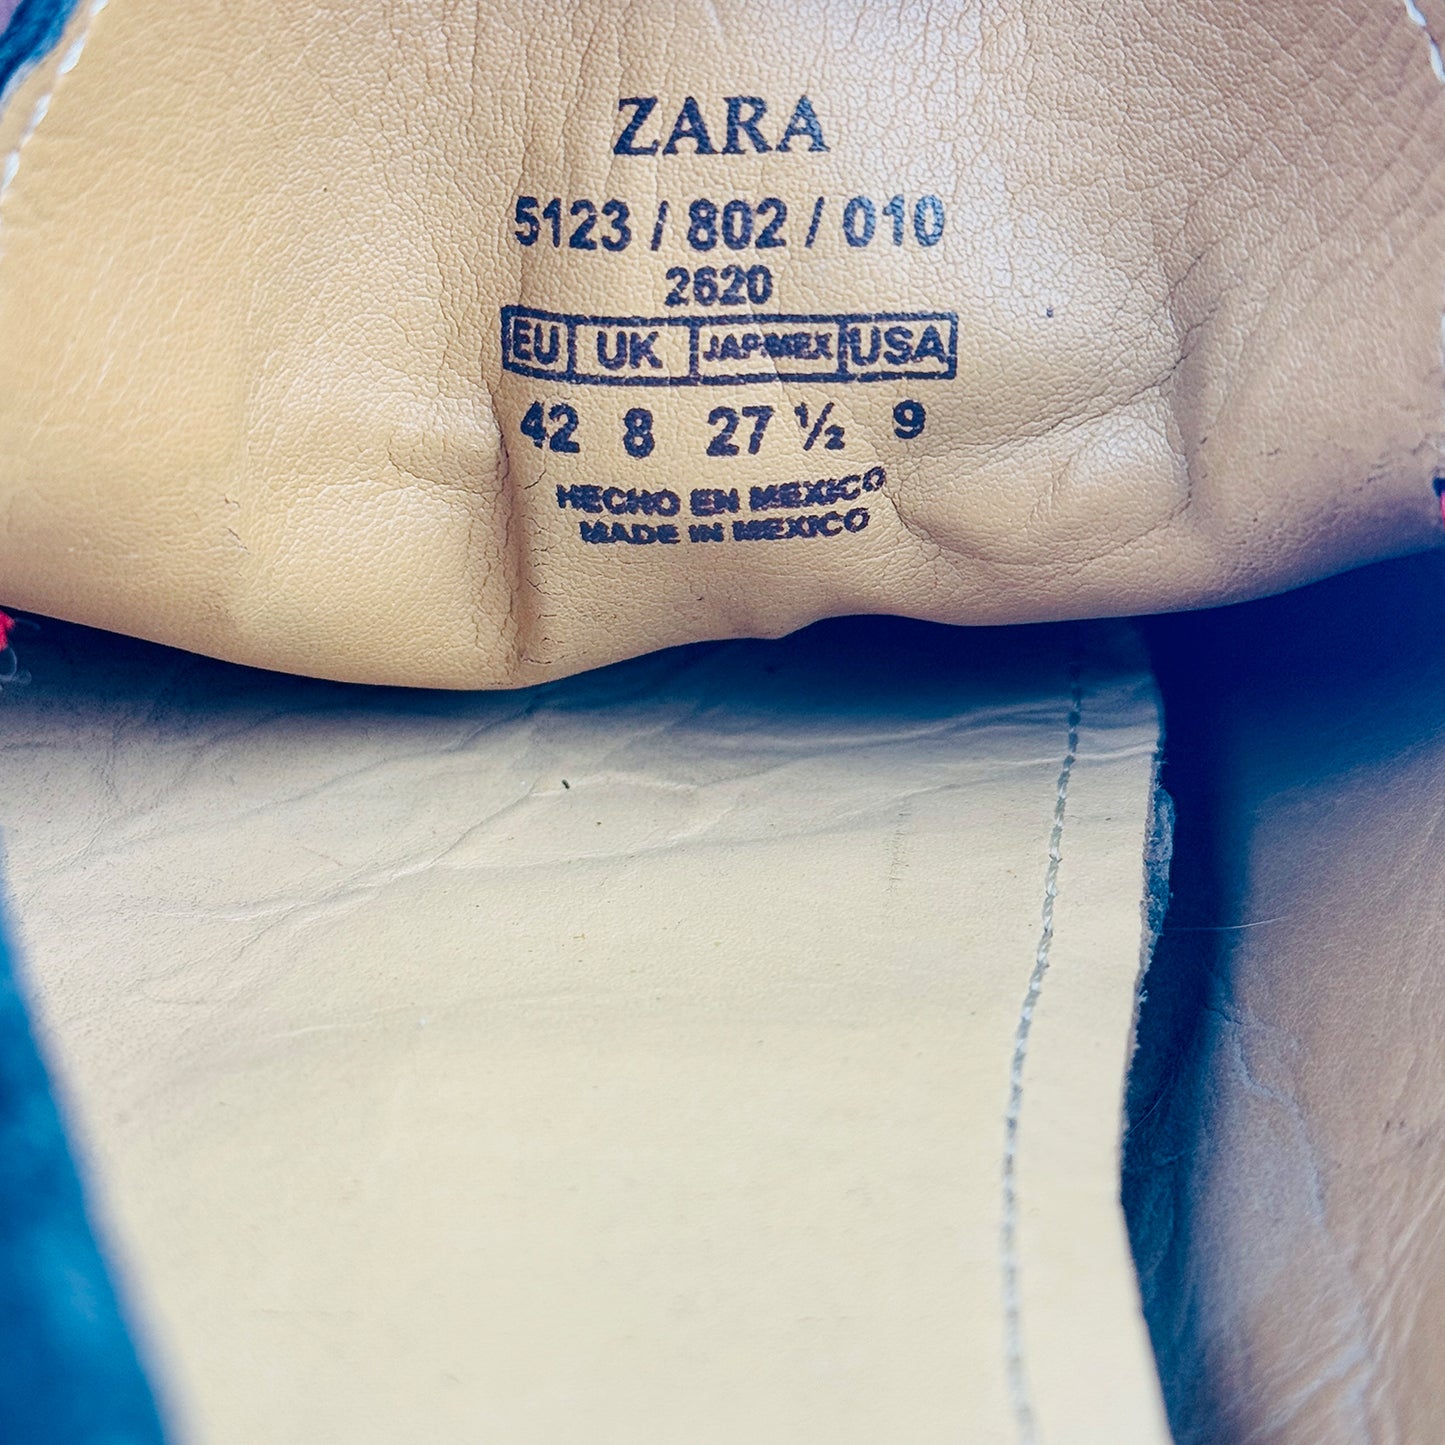 ZARA
5123 / 802 / 010
2620
EU UK JAP-MEX USA
42 8 27 ½ 9
HECHO EN MEXICO
MADE IN MEXICO